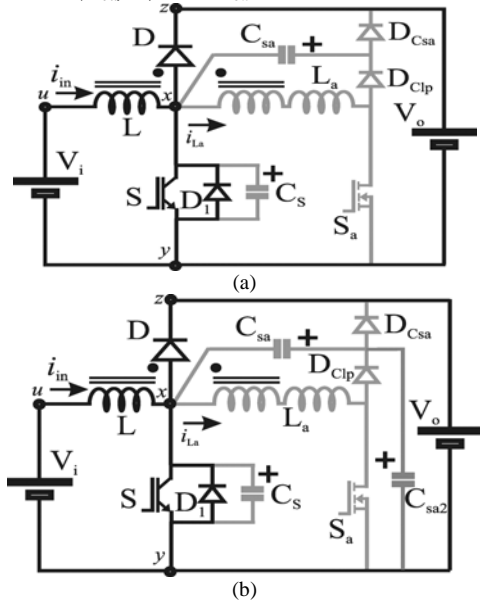 z
D
C_sa
+
D_Csa
i_in
L_a
D_Clp
u
x
L
V_o
i_La
V_i
+
S
D_1
C_S
S_a
y
(a)
z
D
C_sa
+
D_Csa
i_in
D_Clp
u
x
L
i_La
L_a
V_o
V_i
+
+
S
D_1
C_S
S_a
C_sa2
y
(b)